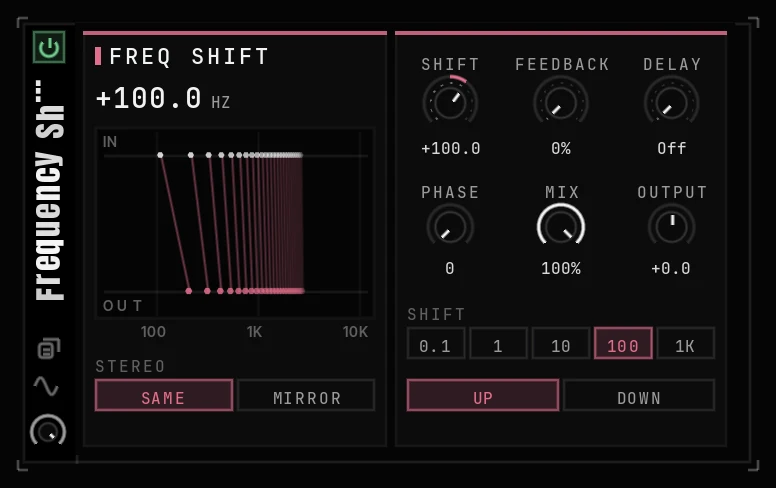 Frequency Sh...
FREQ SHIFT
+100.0 HZ
IN
OUT
100 1K 10K
STEREO
SAME MIRROR
SHIFT FEEDBACK DELAY
+100.0 0% Off
PHASE MIX OUTPUT
0 100% +0.0
SHIFT
0.1 1 10 100 1K
UP DOWN